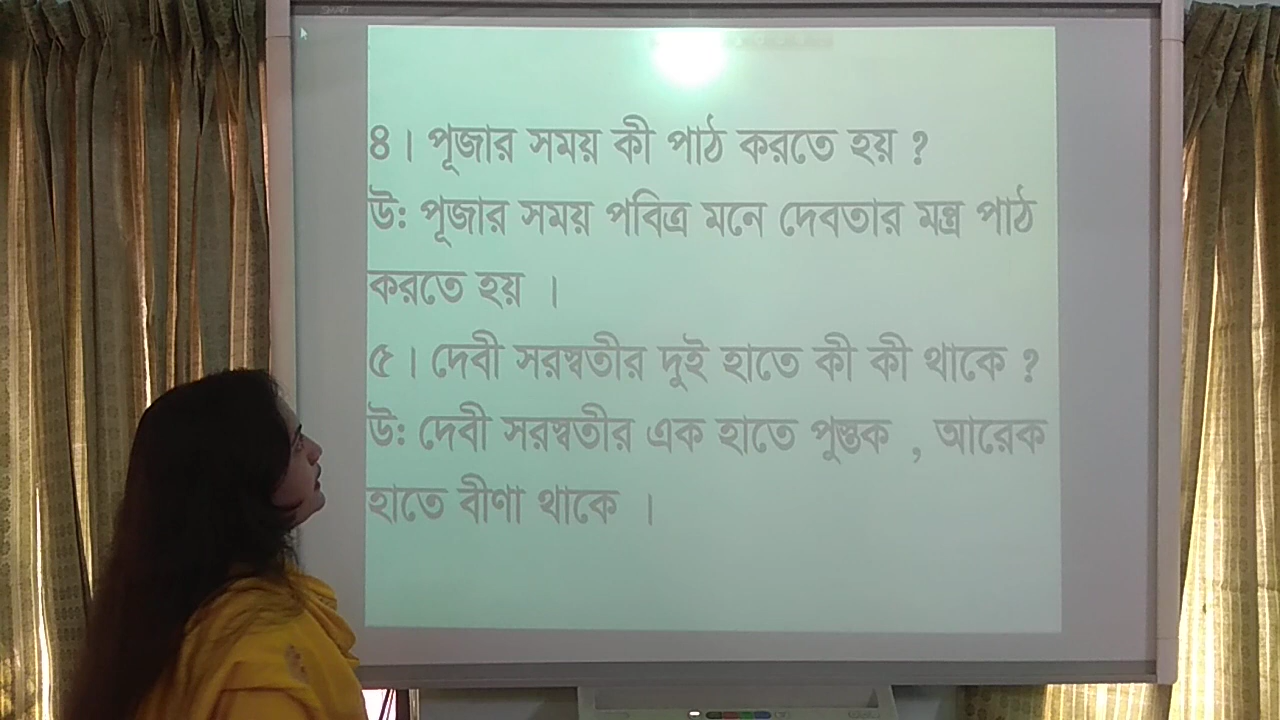 ৪। পূজার সময় কী পাঠ করতে হয় ?
উ: পূজার সময় পবিত্র মনে দেবতার মন্ত্র পাঠ
করতে হয় ।
৫। দেবী সরস্বতীর দুই হাতে কী কী থাকে ?
উ: দেবী সরস্বতীর এক হাতে পুস্তক , আরেক
হাতে বীণা থাকে ।